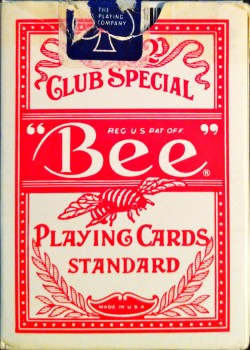 THE
PLAYING
COMPANY
CLUB SPECIAL
REG U S PAT OFF
"Bee"®
PLAYING CARDS
STANDARD
MADE IN U.S.A.